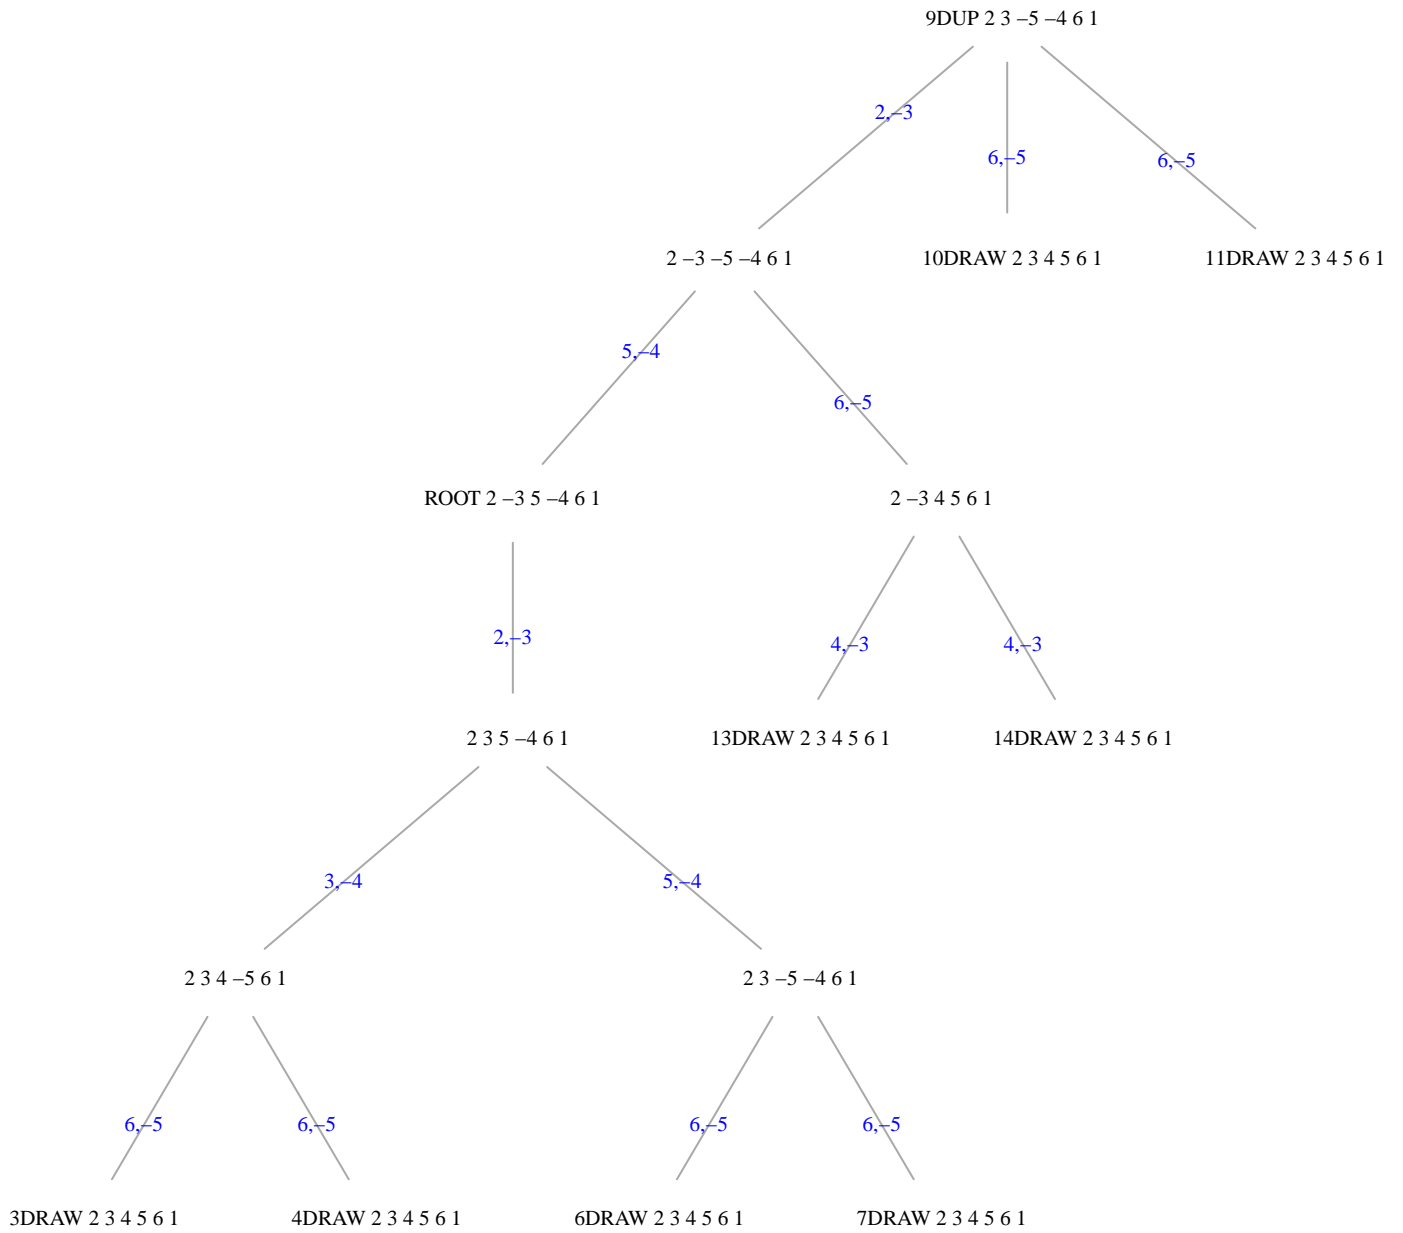 9DUP 2 3 –5 –4 6 1
2,–3
6,–5
6,–5
2 –3 –5 –4 6 1
10DRAW 2 3 4 5 6 1
11DRAW 2 3 4 5 6 1
5,–4
6,–5
ROOT 2 –3 5 –4 6 1
2 –3 4 5 6 1
2,–3
4,–3
4,–3
2 3 5 –4 6 1
13DRAW 2 3 4 5 6 1
14DRAW 2 3 4 5 6 1
3,–4
5,–4
2 3 4 –5 6 1
2 3 –5 –4 6 1
6,–5
6,–5
6,–5
6,–5
3DRAW 2 3 4 5 6 1
4DRAW 2 3 4 5 6 1
6DRAW 2 3 4 5 6 1
7DRAW 2 3 4 5 6 1